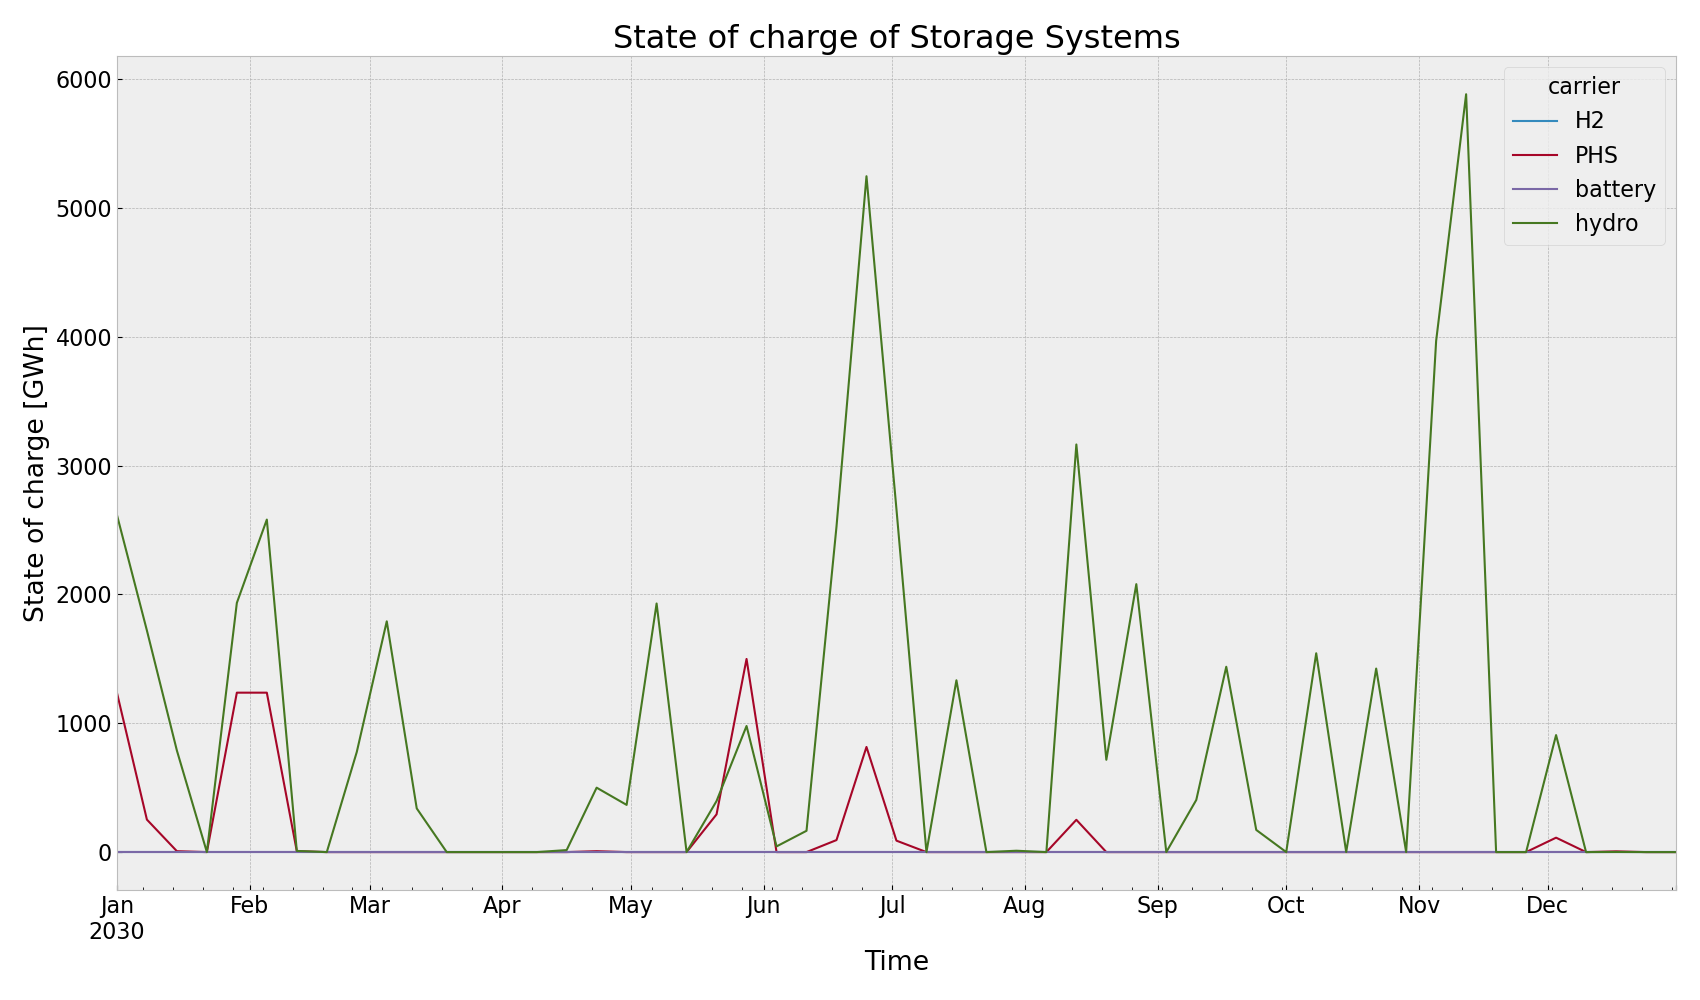 State of charge of Storage Systems
State of charge [GWh]
6000
5000
4000
3000
2000
1000
0
carrier
H2
PHS
battery
hydro
Jan Feb Mar Apr May Jun Jul Aug Sep Oct Nov Dec
2030
Time